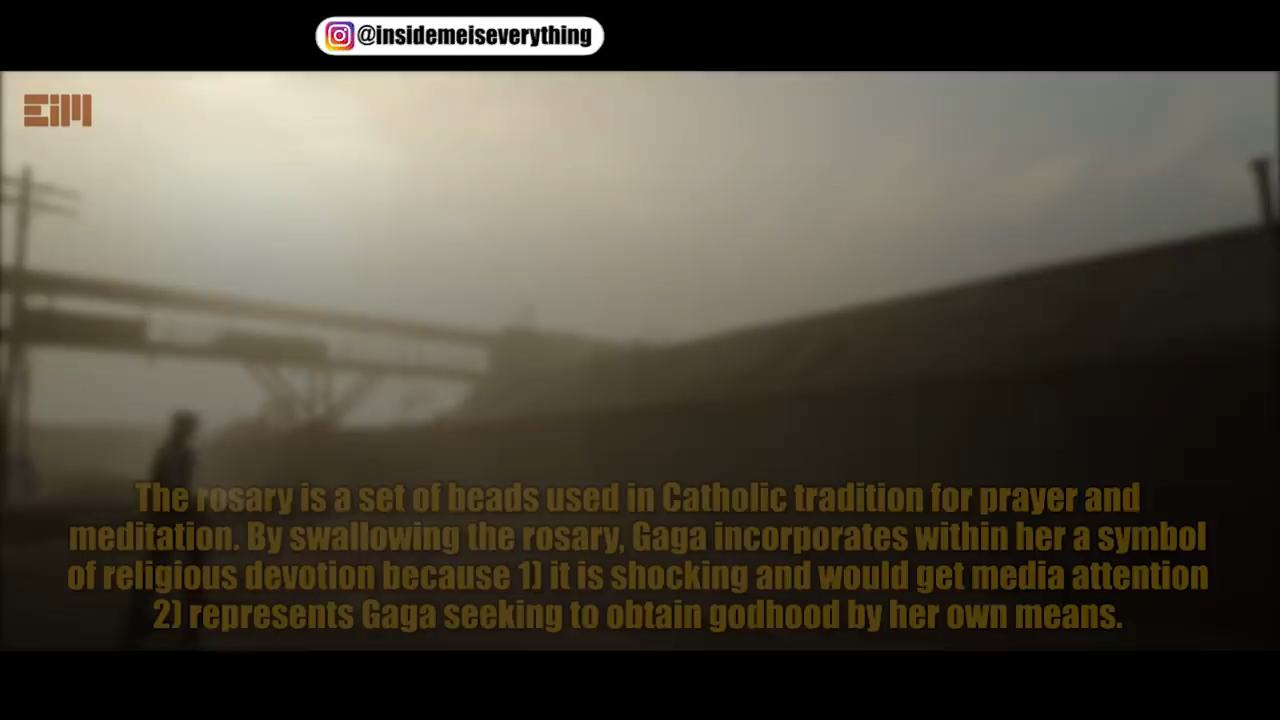 @insidemeiseverything
EIM
The rosary is a set of beads used in Catholic tradition for prayer and
meditation. By swallowing the rosary, Gaga incorporates within her a symbol
of religious devotion because 1) it is shocking and would get media attention
2) represents Gaga seeking to obtain godhood by her own means.